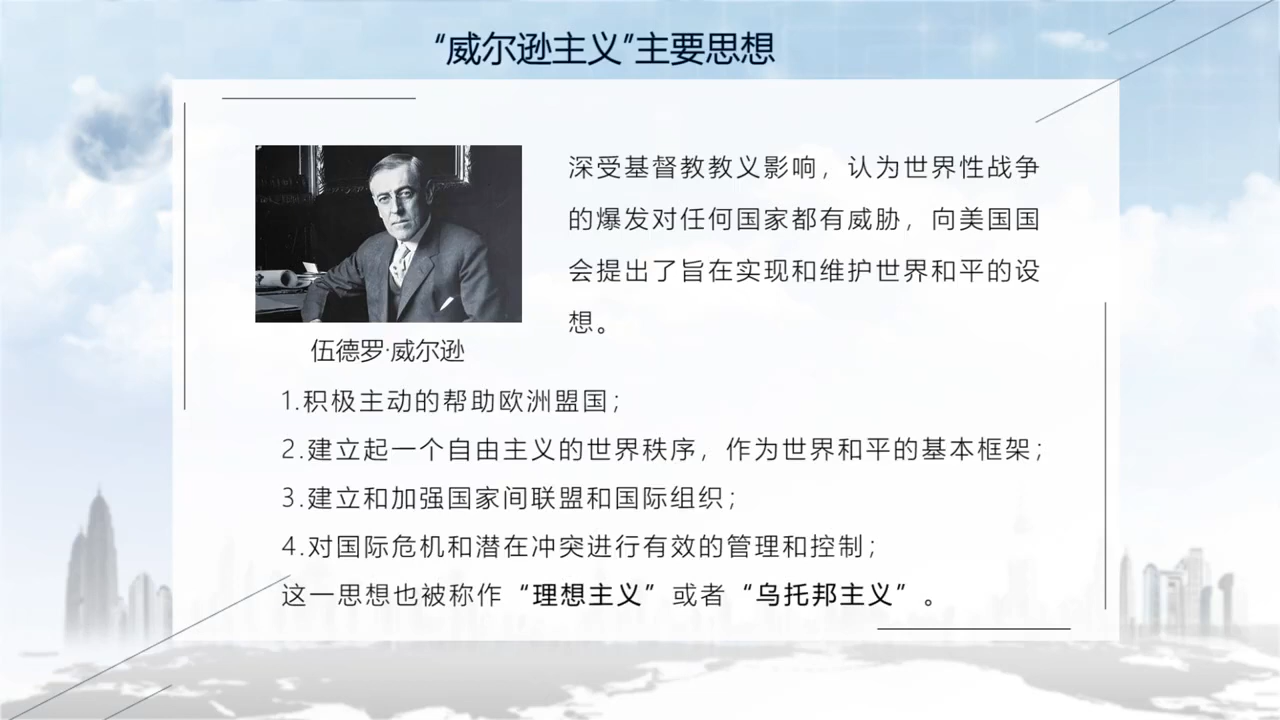 “威尔逊主义”主要思想
深受基督教教义影响，认为世界性战争
的爆发对任何国家都有威胁，向美国国
会提出了旨在实现和维护世界和平的设
想。
伍德罗·威尔逊
1.积极主动的帮助欧洲盟国；
2.建立起一个自由主义的世界秩序，作为世界和平的基本框架；
3.建立和加强国家间联盟和国际组织；
4.对国际危机和潜在冲突进行有效的管理和控制；
这一思想也被称作“理想主义”或者“乌托邦主义”。